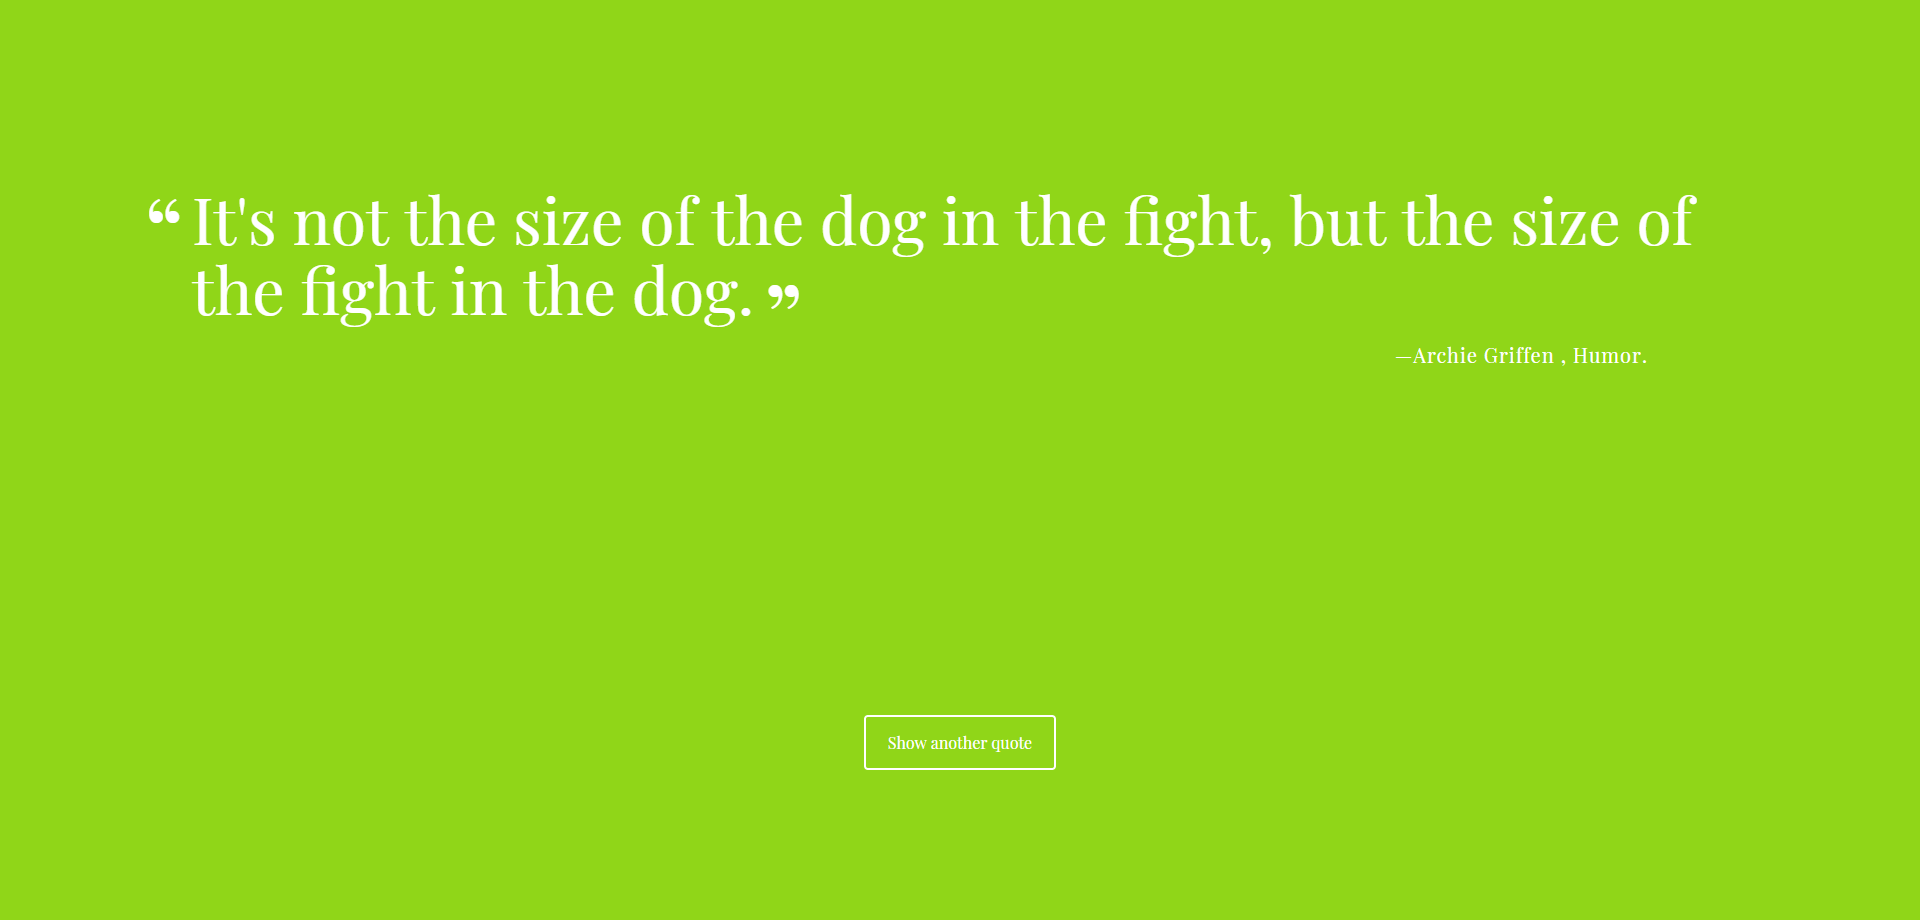 “ It's not the size of the dog in the fight, but the size of
the fight in the dog. ”
—Archie Griffen , Humor.
Show another quote